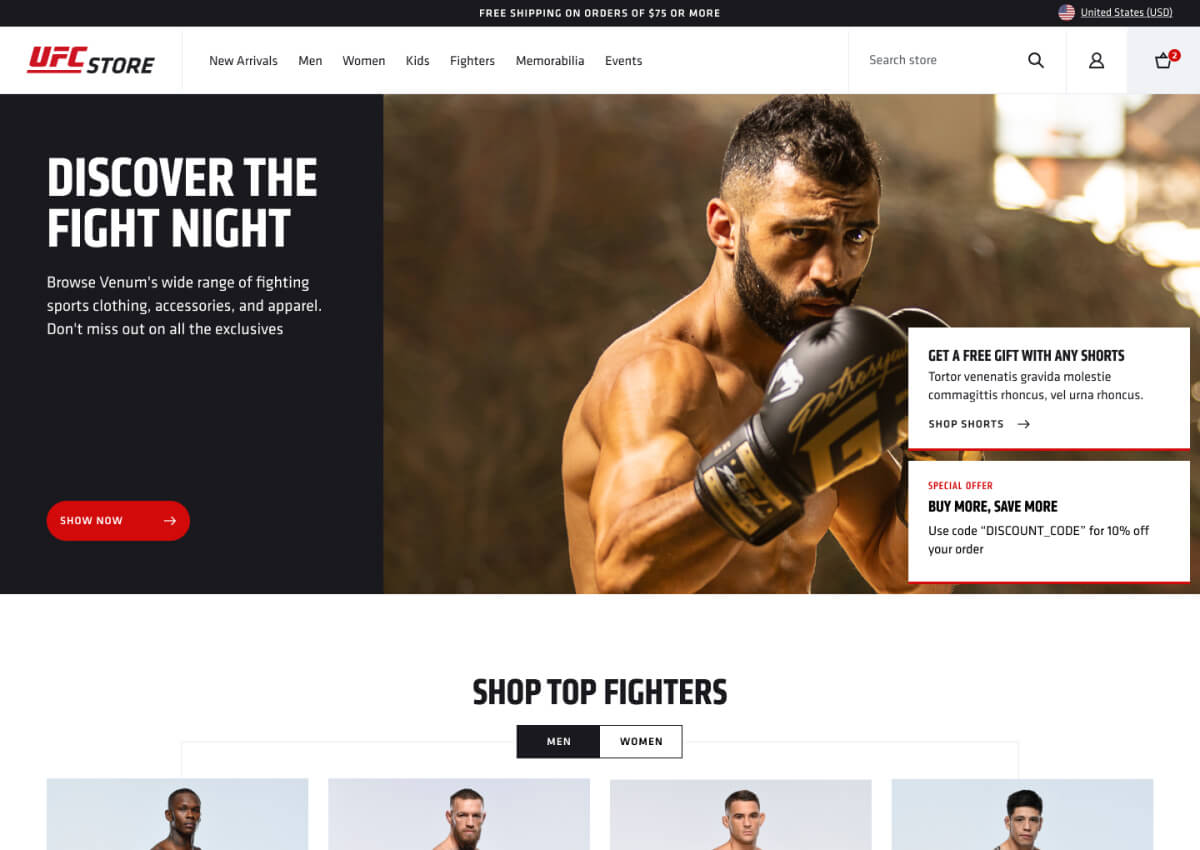 FREE SHIPPING ON ORDERS OF $75 OR MORE
United States (USD)
UFC STORE
New Arrivals
Men
Women
Kids
Fighters
Memorabilia
Events
Search store
2
DISCOVER THE
FIGHT NIGHT
Browse Venum's wide range of fighting
sports clothing, accessories, and apparel.
Don't miss out on all the exclusives
SHOW NOW
Petrosyan
GET A FREE GIFT WITH ANY SHORTS
Tortor venenatis gravida molestie
commagittis rhoncus, vel urna rhoncus.
SHOP SHORTS
SPECIAL OFFER
BUY MORE, SAVE MORE
Use code “DISCOUNT_CODE” for 10% off
your order
SHOP TOP FIGHTERS
MEN
WOMEN